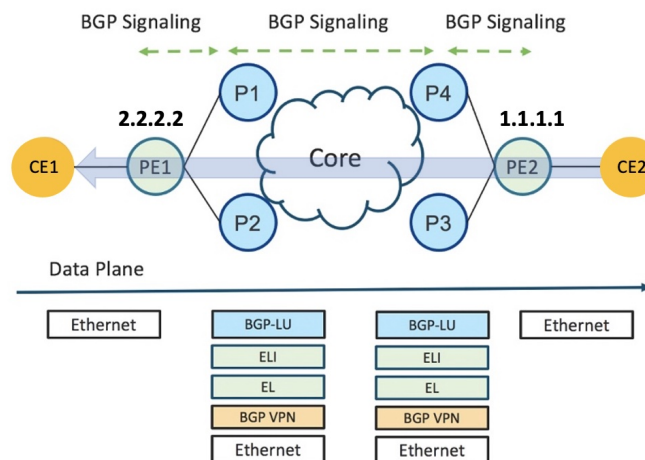 BGP Signaling
BGP Signaling
BGP Signaling
P1
P4
2.2.2.2
1.1.1.1
CE1
PE1
Core
PE2
CE2
P2
P3
Data Plane
Ethernet
BGP-LU
BGP-LU
Ethernet
ELI
ELI
EL
EL
BGP VPN
BGP VPN
Ethernet
Ethernet